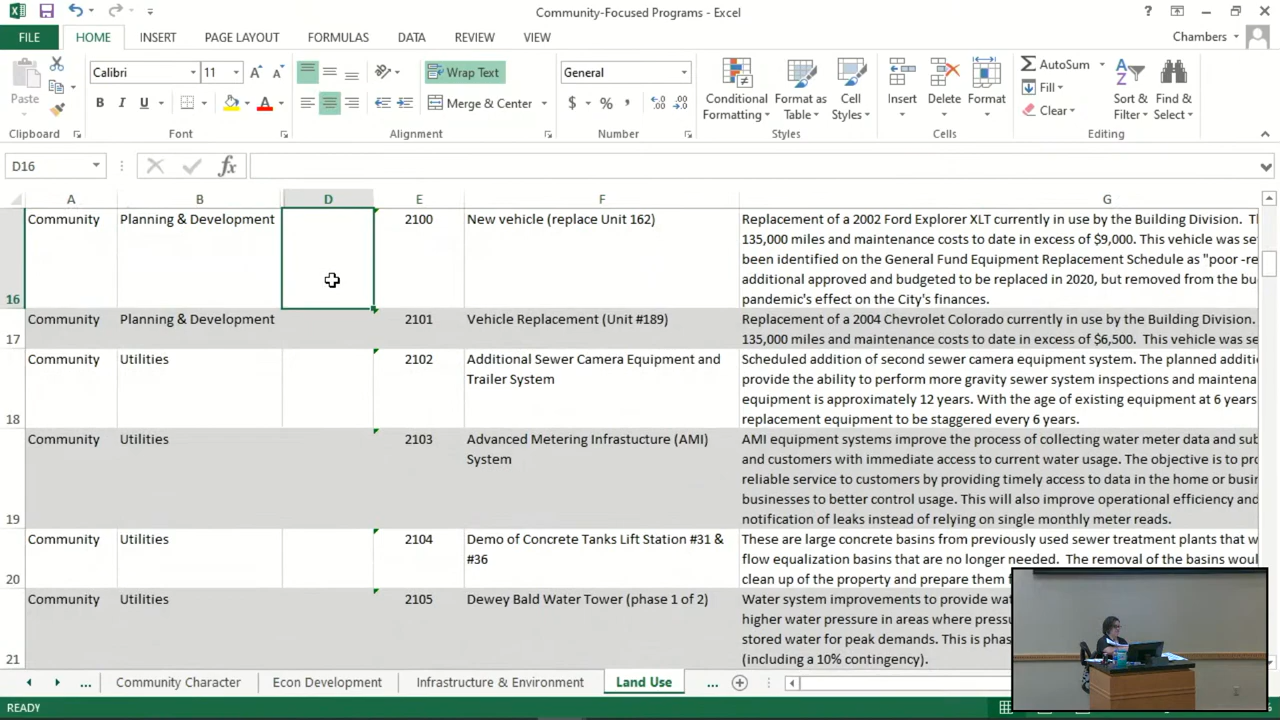 Community-Focused Programs - Excel
FILE
HOME
INSERT
PAGE LAYOUT
FORMULAS
DATA
REVIEW
VIEW
Chambers
Paste
Clipboard
Calibri
11
B I U
Font
Wrap Text
Merge & Center
Alignment
General
$ % ,
Number
Conditional Formatting
Format as Table
Cell Styles
Styles
Insert
Delete
Format
Cells
AutoSum
Fill
Clear
Sort & Filter
Find & Select
Editing
D16
fx
A B D E F G
16
Community
Planning & Development
2100
New vehicle (replace Unit 162)
Replacement of a 2002 Ford Explorer XLT currently in use by the Building Division.
135,000 miles and maintenance costs to date in excess of $9,000. This vehicle was se
been identified on the General Fund Equipment Replacement Schedule as "poor -re
additional approved and budgeted to be replaced in 2020, but removed from the bu
pandemic's effect on the City's finances.
17
Community
Planning & Development
2101
Vehicle Replacement (Unit #189)
Replacement of a 2004 Chevrolet Colorado currently in use by the Building Division.
135,000 miles and maintenance costs to date in excess of $6,500. This vehicle was se
18
Community
Utilities
2102
Additional Sewer Camera Equipment and
Trailer System
Scheduled addition of second sewer camera equipment system. The planned additi
provide the ability to perform more gravity sewer system inspections and maintena
equipment is approximately 12 years. With the age of existing equipment at 6 years
replacement equipment to be staggered every 6 years.
19
Community
Utilities
2103
Advanced Metering Infrastucture (AMI)
System
AMI equipment systems improve the process of collecting water meter data and sub
and customers with immediate access to current water usage. The objective is to pro
reliable service to customers by providing timely access to data in the home or busin
businesses to better control usage. This will also improve operational efficiency and
notification of leaks instead of relying on single monthly meter reads.
20
Community
Utilities
2104
Demo of Concrete Tanks Lift Station #31 &
#36
These are large concrete basins from previously used sewer treatment plants that w
flow equalization basins that are no longer needed. The removal of the basins woul
clean up of the property and prepare them f
21
Community
Utilities
2105
Dewey Bald Water Tower (phase 1 of 2)
Water system improvements to provide wat
higher water pressure in areas where pressu
stored water for peak demands. This is phas
(including a 10% contingency).
...
Community Character
Econ Development
Infrastructure & Environment
Land Use
...
READY